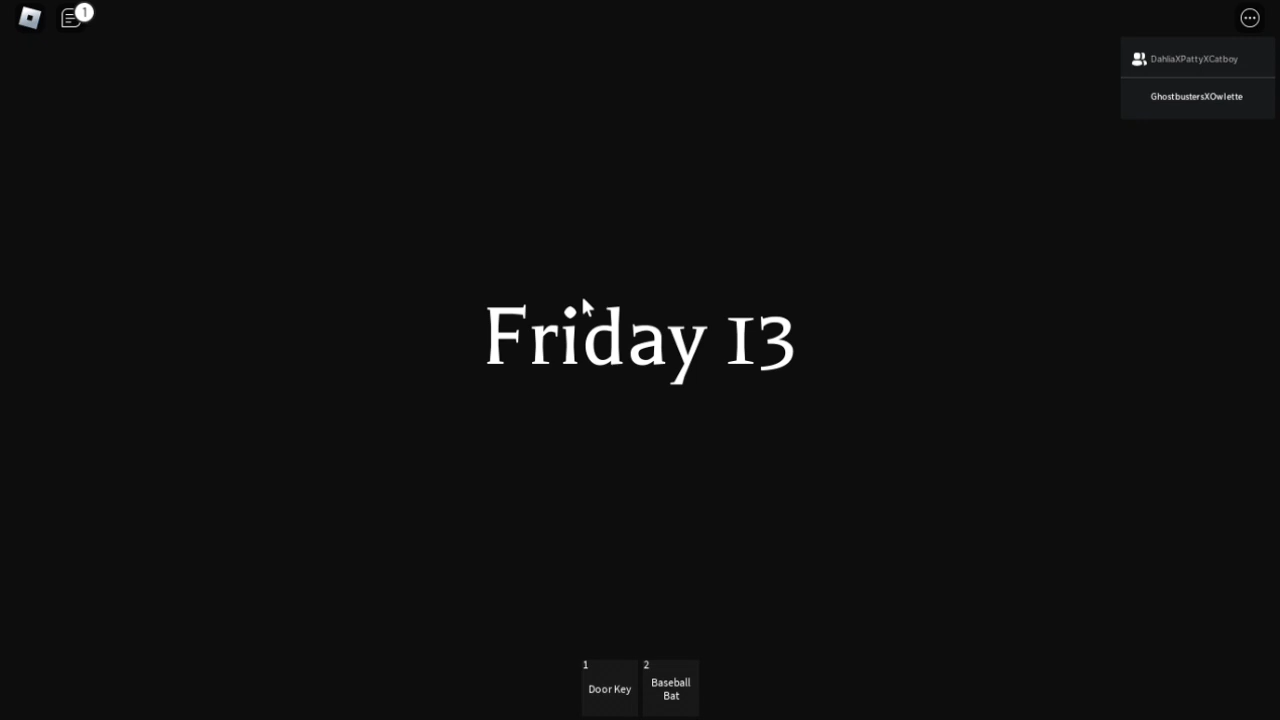 1
DahliaXPattyXCatboy
GhostbustersXOwlette
Friday 13
1
Door Key
2
Baseball
Bat